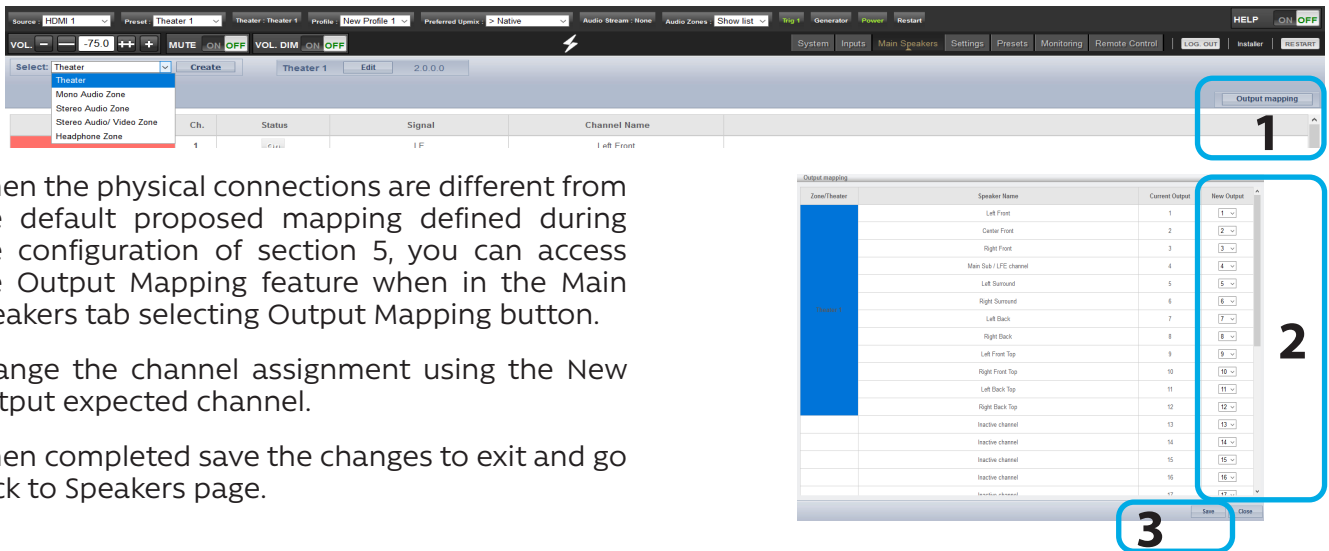 Source : HDMI 1 Preset : Theater 1 Theater : Theater 1 Profile : New Profile 1 Preferred Upmix : > Native Audio Stream : None Audio Zones : Show list Trig 1 Generator Power Restart HELP ON OFF
VOL. - — -75.0 ++ + MUTE ON OFF VOL. DIM ON OFF System Inputs Main Speakers Settings Presets Monitoring Remote Control LOG. OUT Installer RESTART
Select: Theater Create Theater 1 Edit 2.0.0.0
Theater
Mono Audio Zone
Stereo Audio Zone
Stereo Audio/ Video Zone
Headphone Zone
Output mapping
1
Ch. Status Signal Channel Name
1 LF Left Front
hen the physical connections are different from
e default proposed mapping defined during
e configuration of section 5, you can access
e Output Mapping feature when in the Main
eakers tab selecting Output Mapping button.
ange the channel assignment using the New
tput expected channel.
hen completed save the changes to exit and go
ck to Speakers page.
Output mapping
Zone/Theater Speaker Name Current Output New Output
Left Front 1 1
Center Front 2 2
Right Front 3 3
Main Sub / LFE channel 4 4
Left Surround 5 5
Right Surround 6 6
Left Back 7 7
Right Back 8 8
Left Front Top 9 9
Right Front Top 10 10
Left Back Top 11 11
Right Back Top 12 12
Inactive channel 13 13
Inactive channel 14 14
Inactive channel 15 15
Inactive channel 16 16
Inactive channel 17 17
2
Save Close
3